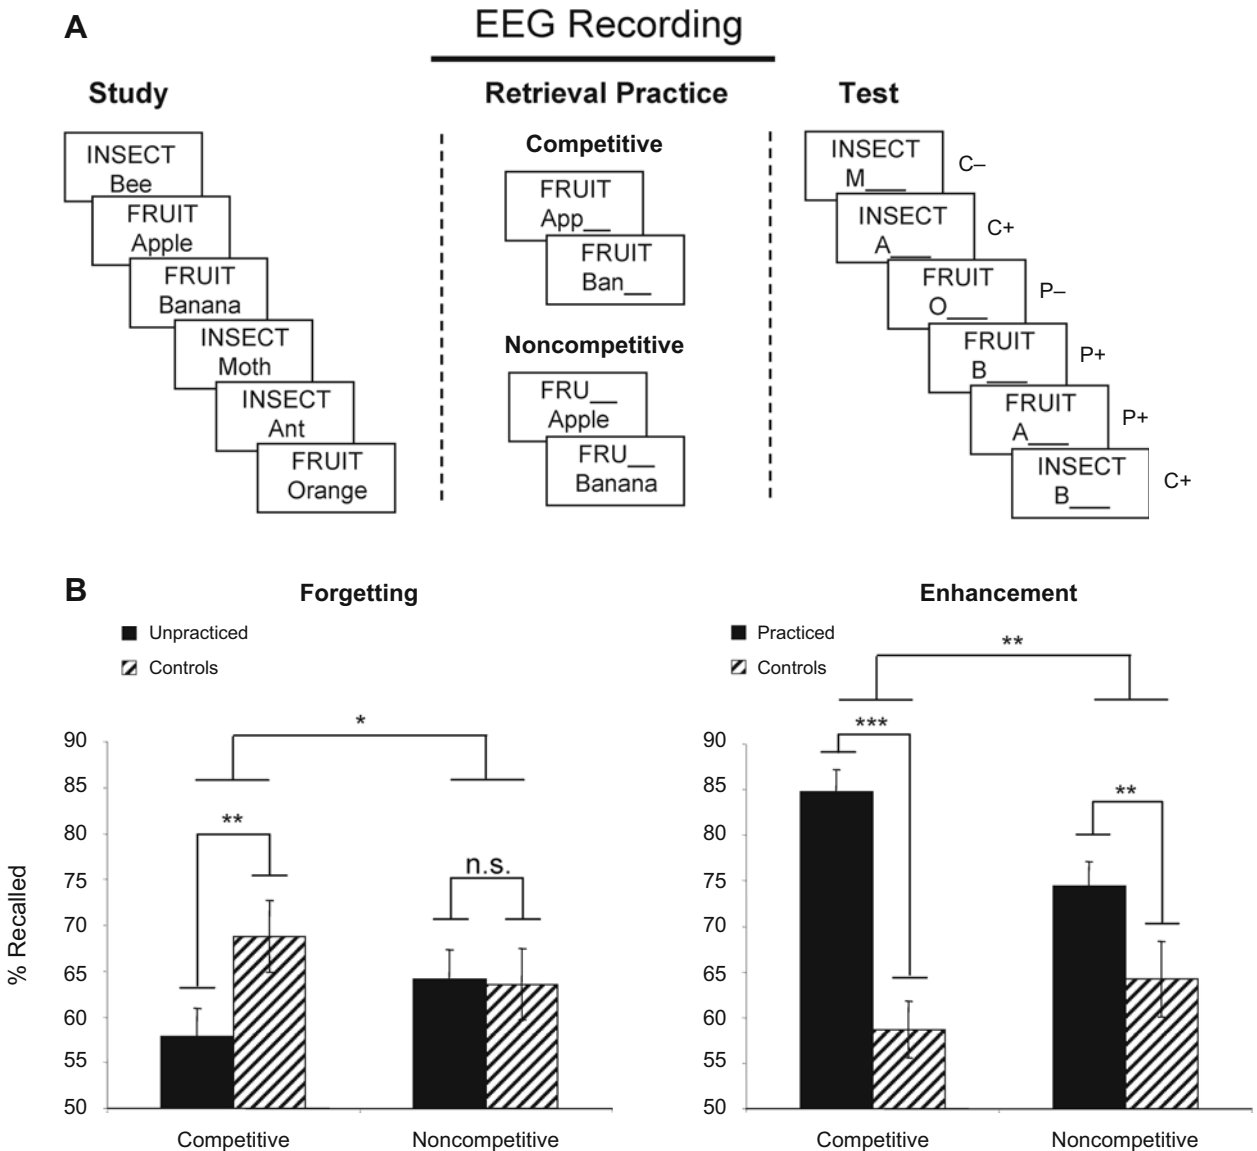 A
EEG Recording
Study
Retrieval Practice
Test
INSECT
Bee
FRUIT
Apple
FRUIT
Banana
INSECT
Moth
INSECT
Ant
FRUIT
Orange
Competitive
FRUIT
App__
FRUIT
Ban__
Noncompetitive
FRU__
Apple
FRU__
Banana
INSECT
M___
C–
INSECT
A___
C+
FRUIT
O___
P–
FRUIT
B___
P+
FRUIT
A___
P+
INSECT
B___
C+
B
Forgetting
Unpracticed
Controls
*
**
n.s.
% Recalled
90
85
80
75
70
65
60
55
50
Competitive
Noncompetitive
Enhancement
Practiced
Controls
**
***
**
90
85
80
75
70
65
60
55
50
Competitive
Noncompetitive